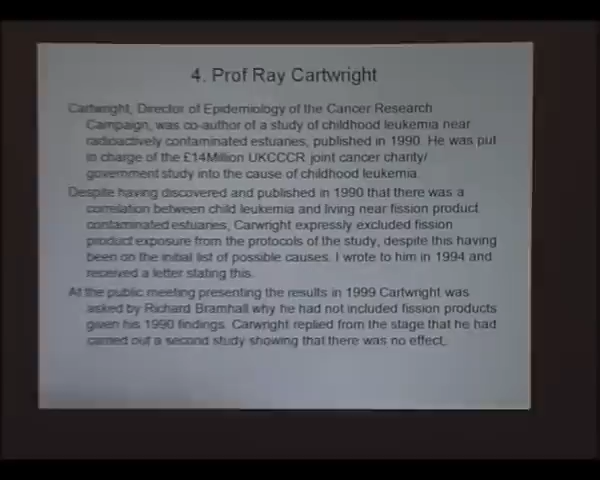 4. Prof Ray Cartwright
Cartwright, Director of Epidemiology of the Cancer Research
Campaign, was co-author of a study of childhood leukemia near
radioactively contaminated estuaries, published in 1990. He was put
in charge of the £14Million UKCCCR joint cancer charity/
government study into the cause of childhood leukemia.
Despite having discovered and published in 1990 that there was a
correlation between child leukemia and living near fission product
contaminated estuaries, Carwright expressly excluded fission
product exposure from the protocols of the study, despite this having
been on the initial list of possible causes. I wrote to him in 1994 and
received a letter stating this.
At the public meeting presenting the results in 1999 Cartwright was
asked by Richard Bramhall why he had not included fission products
given his 1990 findings. Carwright replied from the stage that he had
carried out a second study showing that there was no effect.